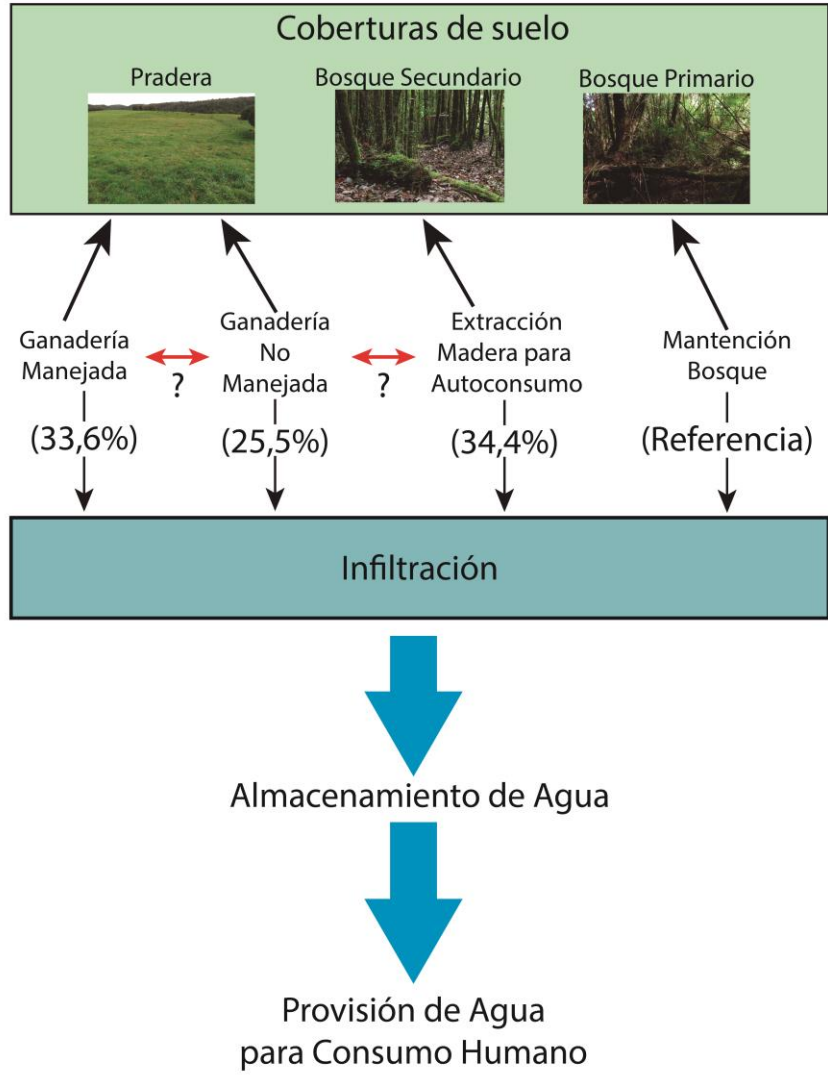 Coberturas de suelo
Pradera
Bosque Secundario
Bosque Primario
Ganadería
Manejada
Ganadería
No
Manejada
Extracción
Madera para
Autoconsumo
Mantención
Bosque
?
?
(33,6%)
(25,5%)
(34,4%)
(Referencia)
Infiltración
Almacenamiento de Agua
Provisión de Agua
para Consumo Humano